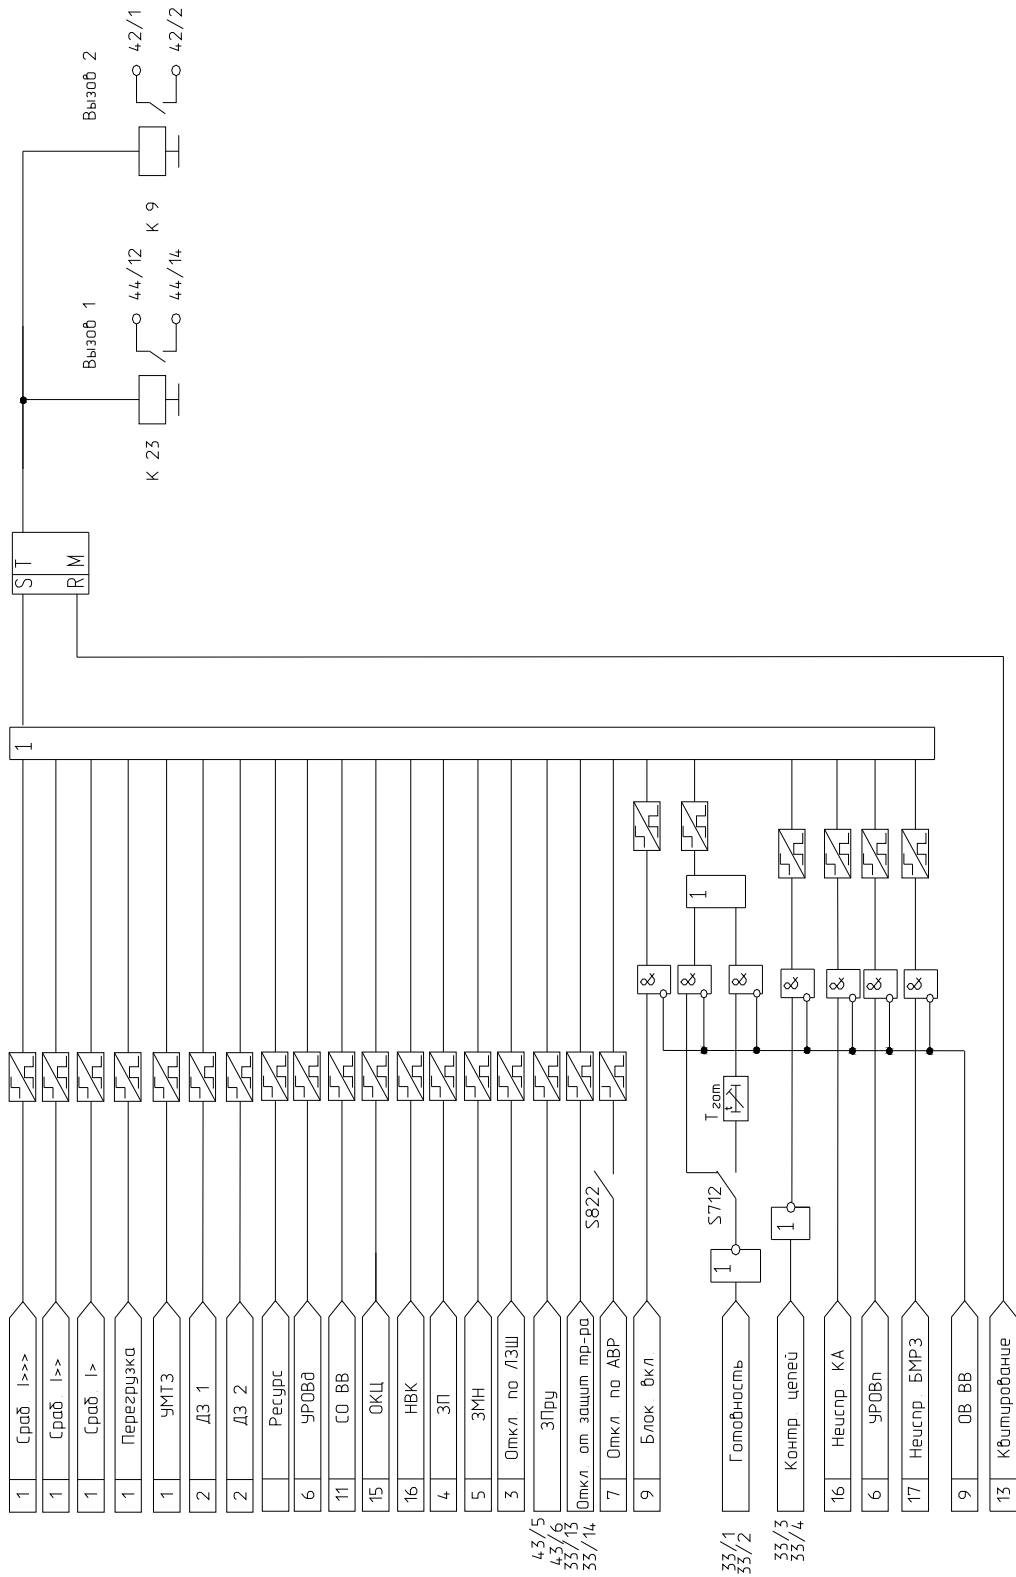 1 Сраб. I>>>
1 Сраб. I>>
1 Сраб. I>
1 Перегрузка
1 УМТЗ
2 ДЗ 1
2 ДЗ 2
Ресурс
6 УРОВд
11 СО ВВ
15 ОКЦ
16 НВК
4 ЗП
5 ЗМН
3 Откл. по ЛЗШ
43/5
43/6
ЗПру
33/13
33/14
Откл. от защит тр-ра
7 Откл. по АВР
9 Блок. вкл.
33/1
33/2
Готовность
33/3
33/4
Контр. цепей
16 Неиспр. КА
6 УРОВп
17 Неиспр. БМРЗ
9 ОВ ВВ
13 Квитирование
S822
S712
1
1
Tгот
t
&
&
&
&
&
&
&
1
1
S T
R M
К 23
Вызов 1
44/12
44/14
К 9
Вызов 2
42/1
42/2